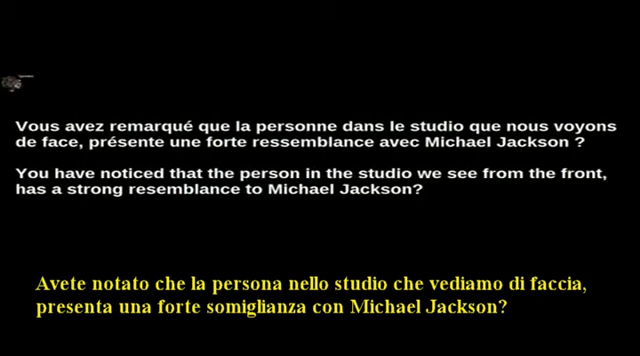 Vous avez remarqué que la personne dans le studio que nous voyons
de face, présente une forte ressemblance avec Michael Jackson ?
You have noticed that the person in the studio we see from the front,
has a strong resemblance to Michael Jackson?
Avete notato che la persona nello studio che vediamo di faccia,
presenta una forte somiglianza con Michael Jackson?